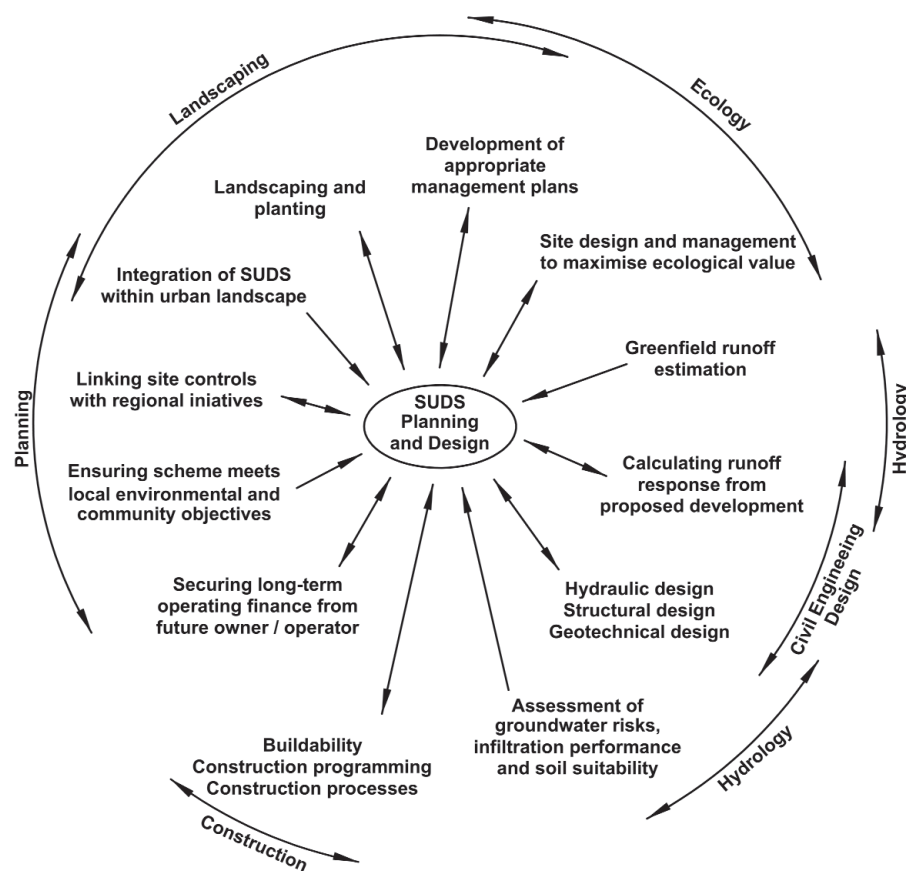 Landscaping
Ecology
Development of
appropriate
management plans
Landscaping and
planting
Site design and management
to maximise ecological value
Integration of SUDS
within urban landscape
Greenfield runoff
estimation
Hydrology
Planning
Linking site controls
with regional iniatives
SUDS
Planning
and Design
Ensuring scheme meets
local environmental and
community objectives
Calculating runoff
response from
proposed development
Securing long-term
operating finance from
future owner / operator
Hydraulic design
Structural design
Geotechnical design
Civil Engineeing
Design
Assessment of
groundwater risks,
infiltration performance
and soil suitability
Hydrology
Buildability
Construction programming
Construction processes
Construction